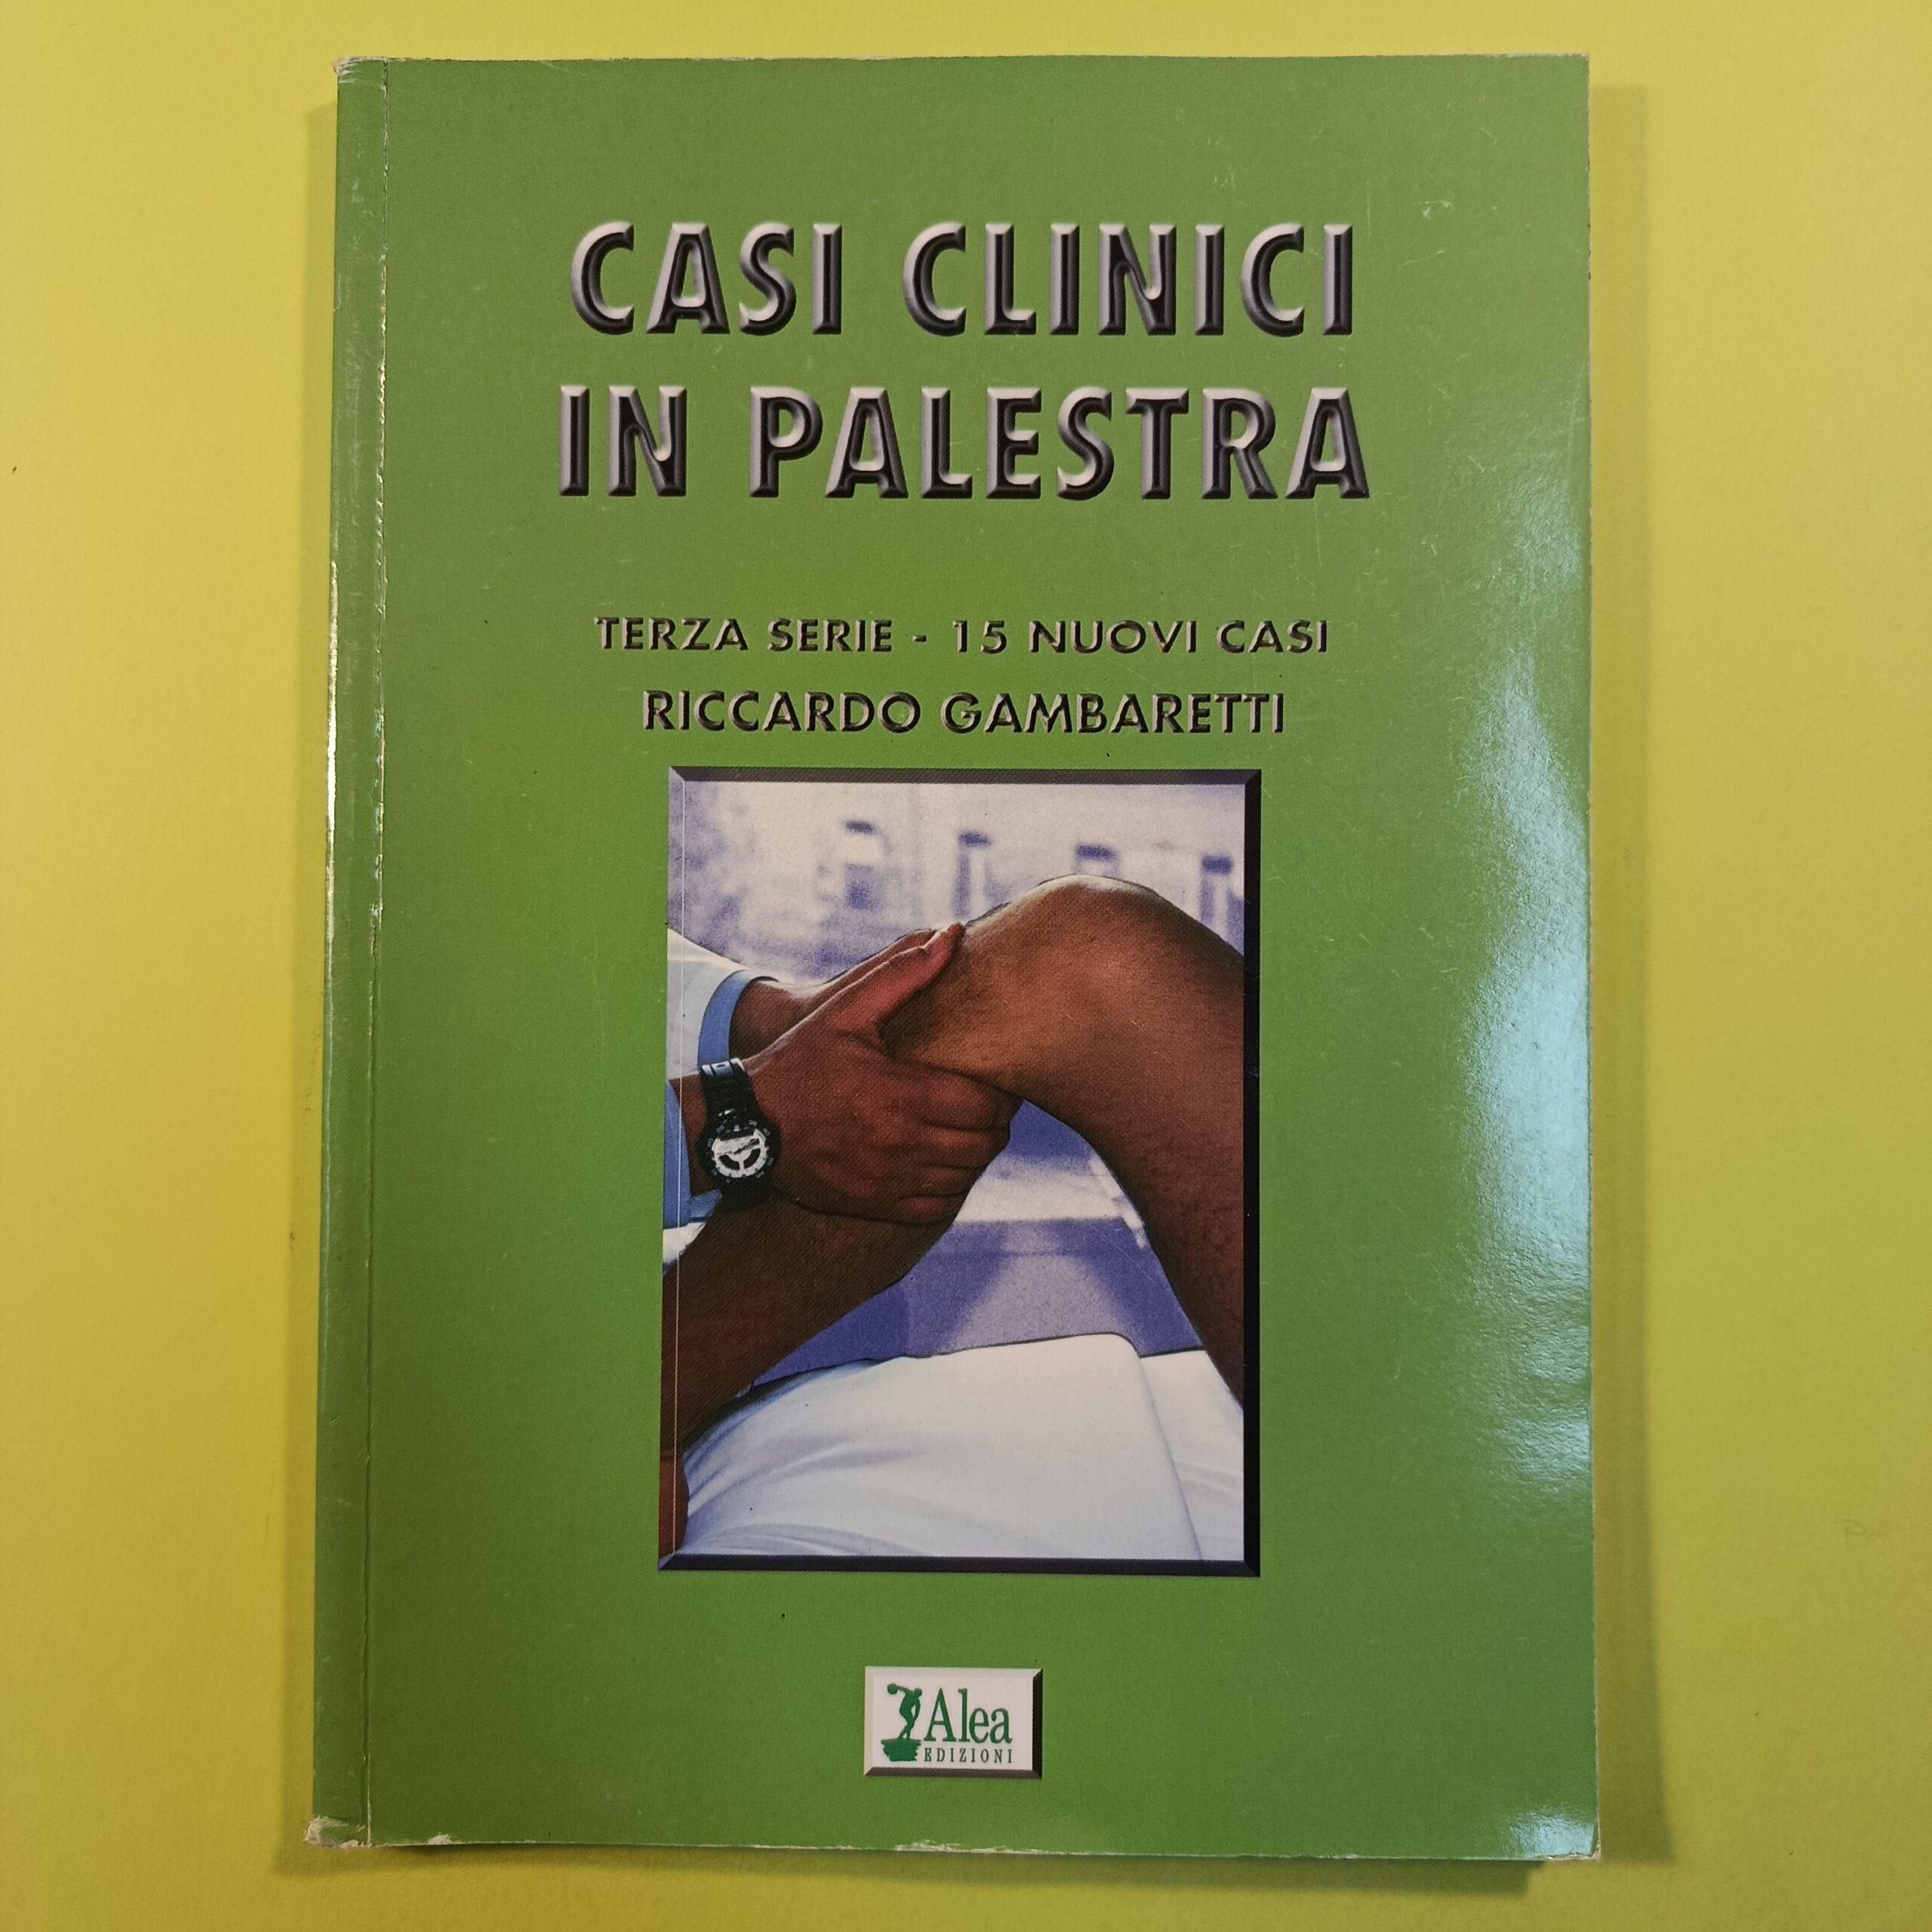 CASI CLINICI
IN PALESTRA
TERZA SERIE - 15 NUOVI CASI
RICCARDO GAMBARETTI
Alea
EDIZIONI